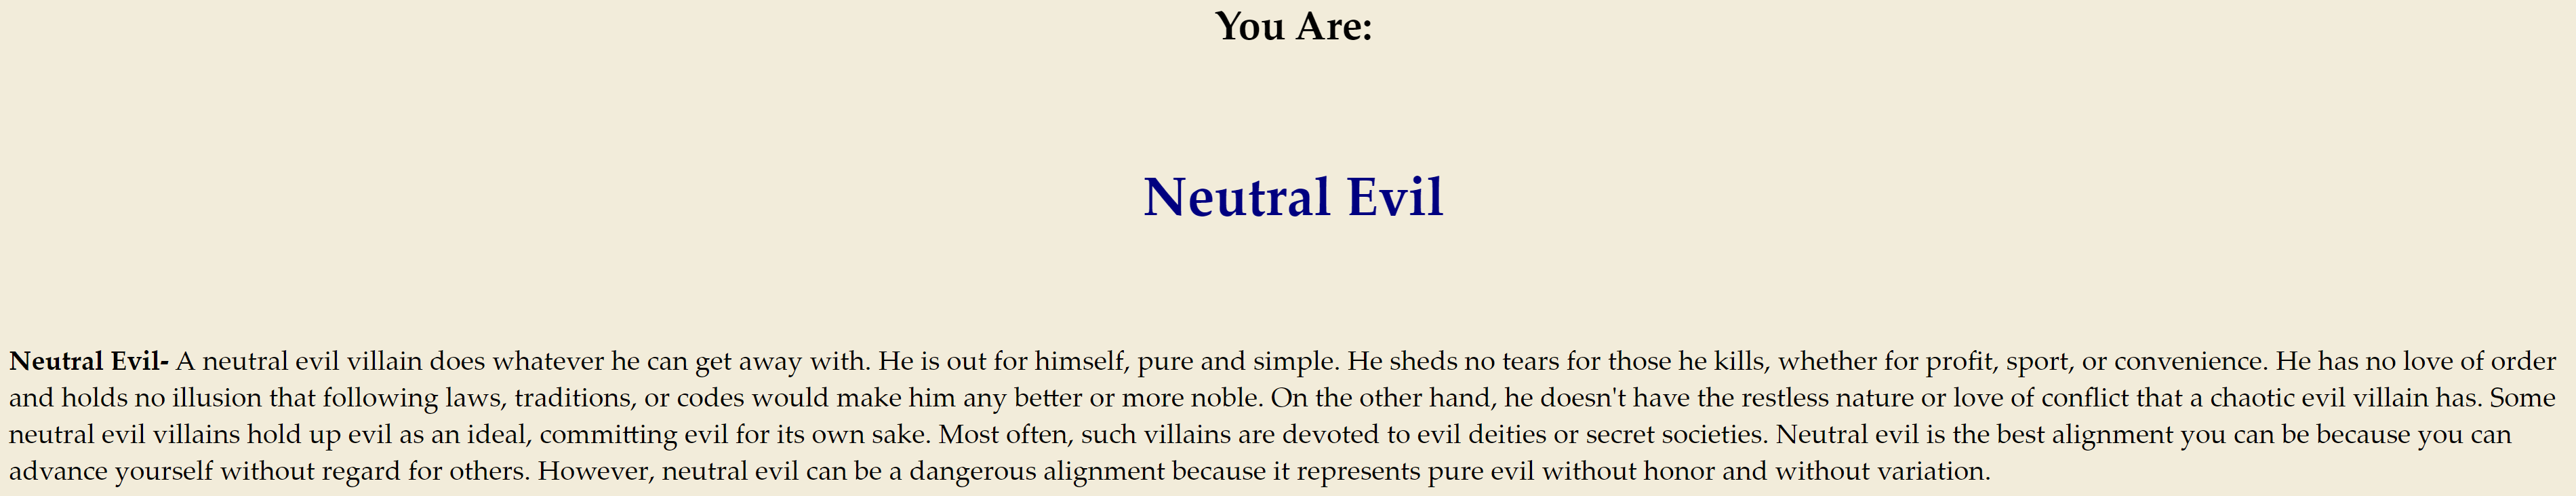 You Are:
Neutral Evil
Neutral Evil- A neutral evil villain does whatever he can get away with. He is out for himself, pure and simple. He sheds no tears for those he kills, whether for profit, sport, or convenience. He has no love of order
and holds no illusion that following laws, traditions, or codes would make him any better or more noble. On the other hand, he doesn't have the restless nature or love of conflict that a chaotic evil villain has. Some
neutral evil villains hold up evil as an ideal, committing evil for its own sake. Most often, such villains are devoted to evil deities or secret societies. Neutral evil is the best alignment you can be because you can
advance yourself without regard for others. However, neutral evil can be a dangerous alignment because it represents pure evil without honor and without variation.